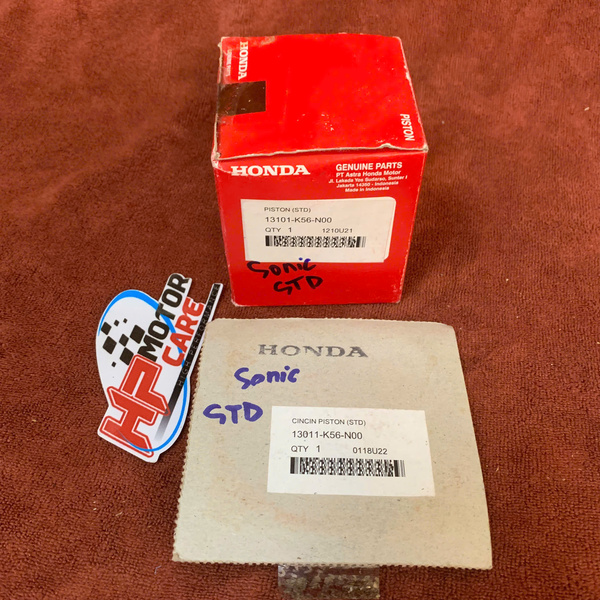 HONDA
PISTON
HONDA
GENUINE PARTS
PT Astra Honda Motor
Jl. Laksda Yos Sudarso, Sunter I
Jakarta 14350 - Indonesia
Made in Indonesia
PISTON (STD)
13101-K56-N00
QTY 1 1210U21
Sonic
STD
HP MOTOR
CARE
HONDA
Sonic
STD
CINCIN PISTON (STD)
13011-K56-N00
QTY 1 0118U22